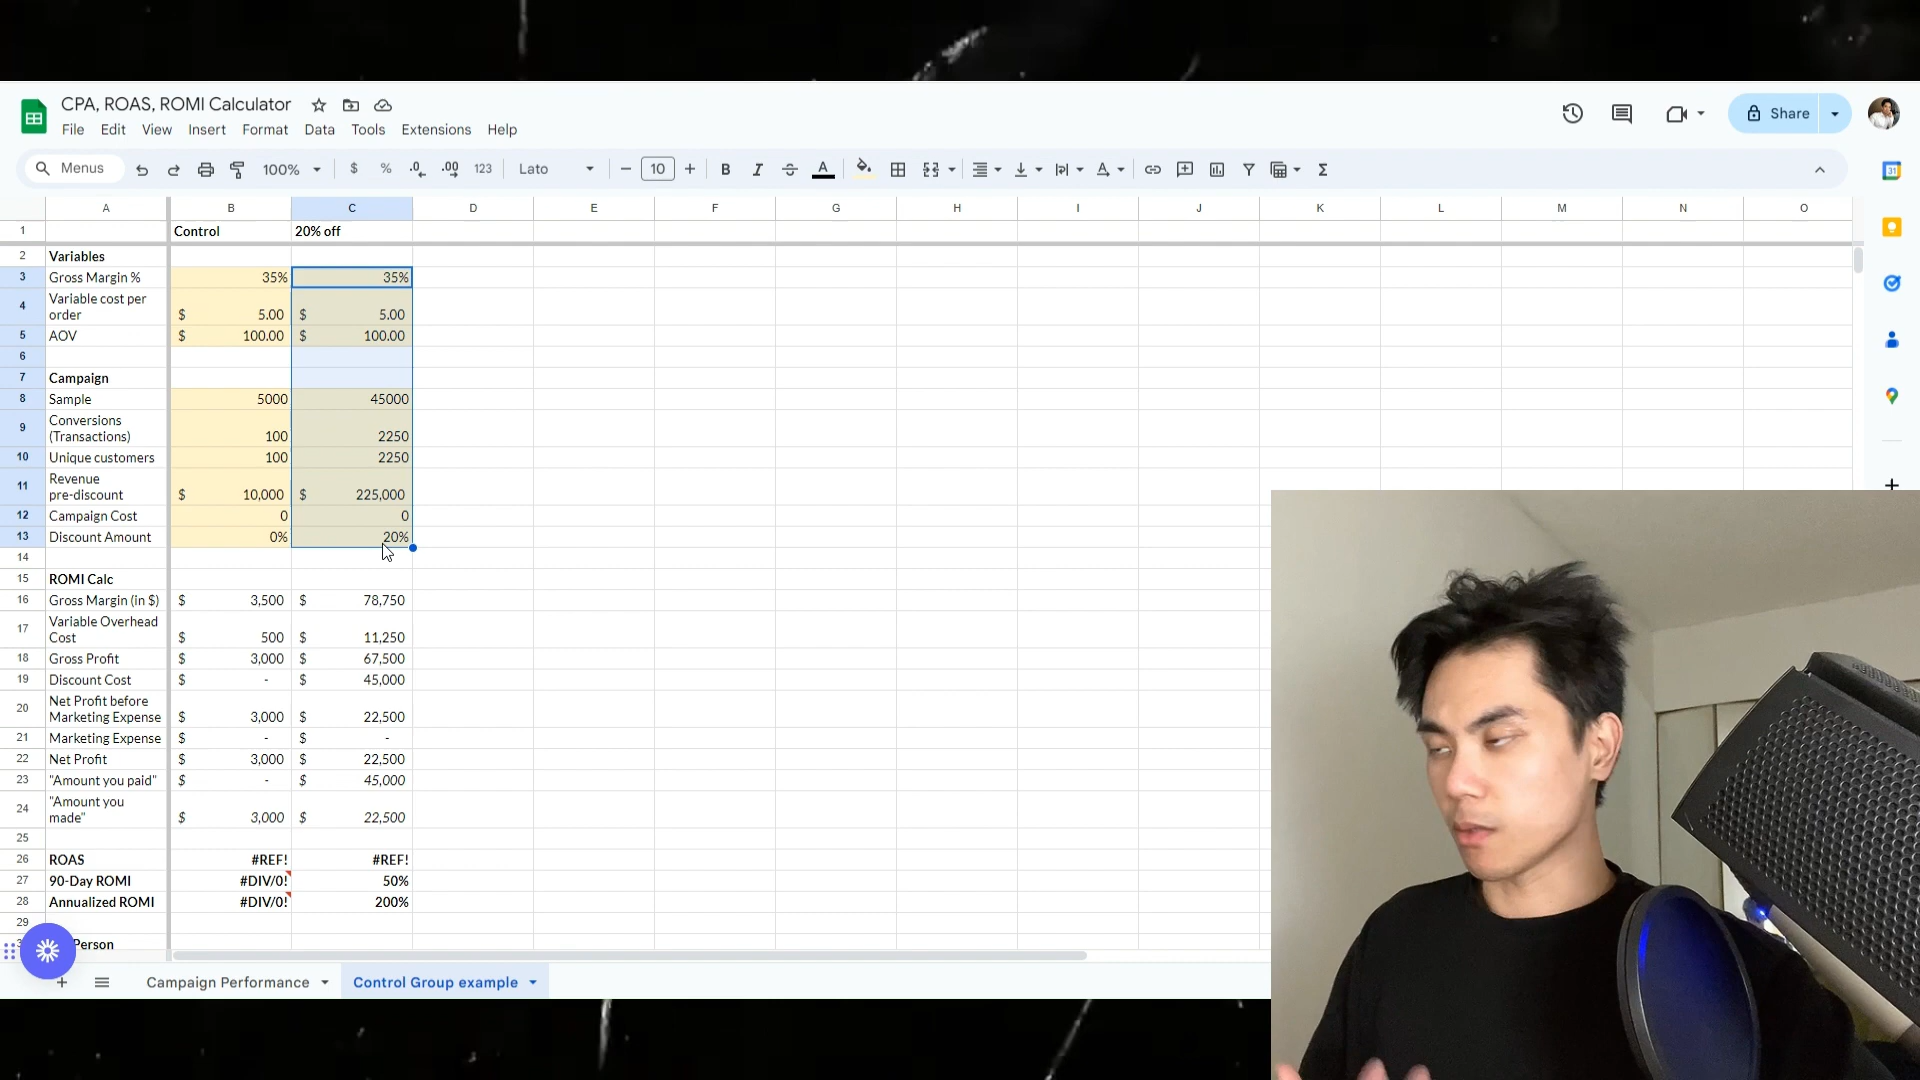 CPA, ROAS, ROMI Calculator
File Edit View Insert Format Data Tools Extensions Help
Share
Menus 100% $ % .0 .00 123 Lato 10 B I A Σ
31
A B C D E F G H I J K L M N O
1 Control 20% off
2 Variables
3 Gross Margin % 35% 35%
4 Variable cost per order $ 5.00 $ 5.00
5 AOV $ 100.00 $ 100.00
6
7 Campaign
8 Sample 5000 45000
9 Conversions (Transactions) 100 2250
10 Unique customers 100 2250
11 Revenue pre-discount $ 10,000 $ 225,000
12 Campaign Cost 0 0
13 Discount Amount 0% 20%
14
15 ROMI Calc
16 Gross Margin (in $) $ 3,500 $ 78,750
17 Variable Overhead Cost $ 500 $ 11,250
18 Gross Profit $ 3,000 $ 67,500
19 Discount Cost $ - $ 45,000
20 Net Profit before Marketing Expense $ 3,000 $ 22,500
21 Marketing Expense $ - $ -
22 Net Profit $ 3,000 $ 22,500
23 "Amount you paid" $ - $ 45,000
24 "Amount you made" $ 3,000 $ 22,500
25
26 ROAS #REF! #REF!
27 90-Day ROMI #DIV/0! 50%
28 Annualized ROMI #DIV/0! 200%
29
Person
Campaign Performance Control Group example